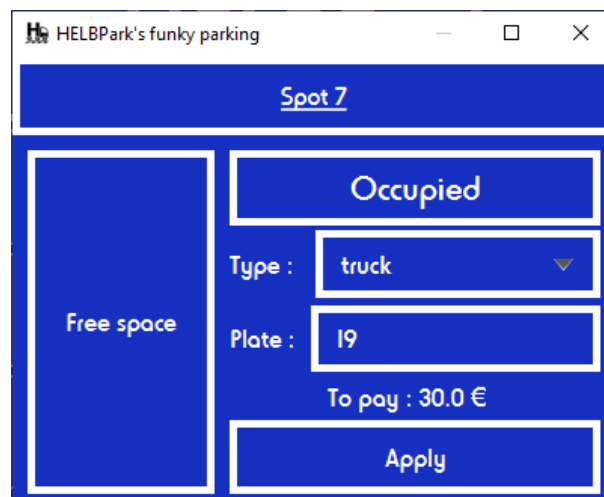 HELBPark's funky parking
Spot 7
Free space
Occupied
Type : truck
Plate : I9
To pay : 30.0 €
Apply